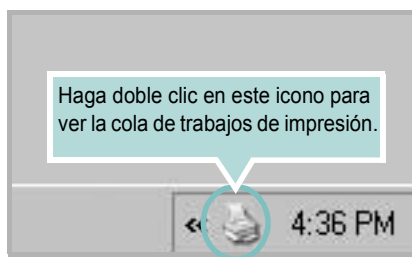 Haga doble clic en este icono para
ver la cola de trabajos de impresión.
« 4:36 PM